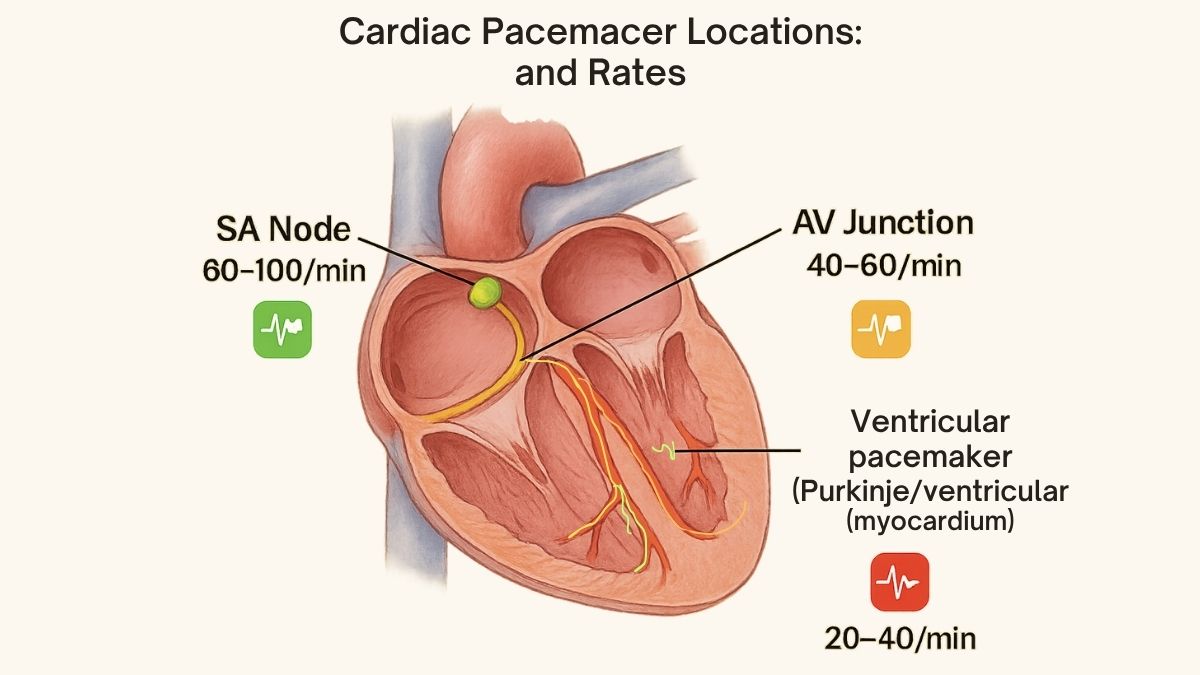 Cardiac Pacemacer Locations:
and Rates
SA Node
60–100/min
AV Junction
40–60/min
Ventricular
pacemaker
(Purkinje/ventricular
(myocardium)
20–40/min